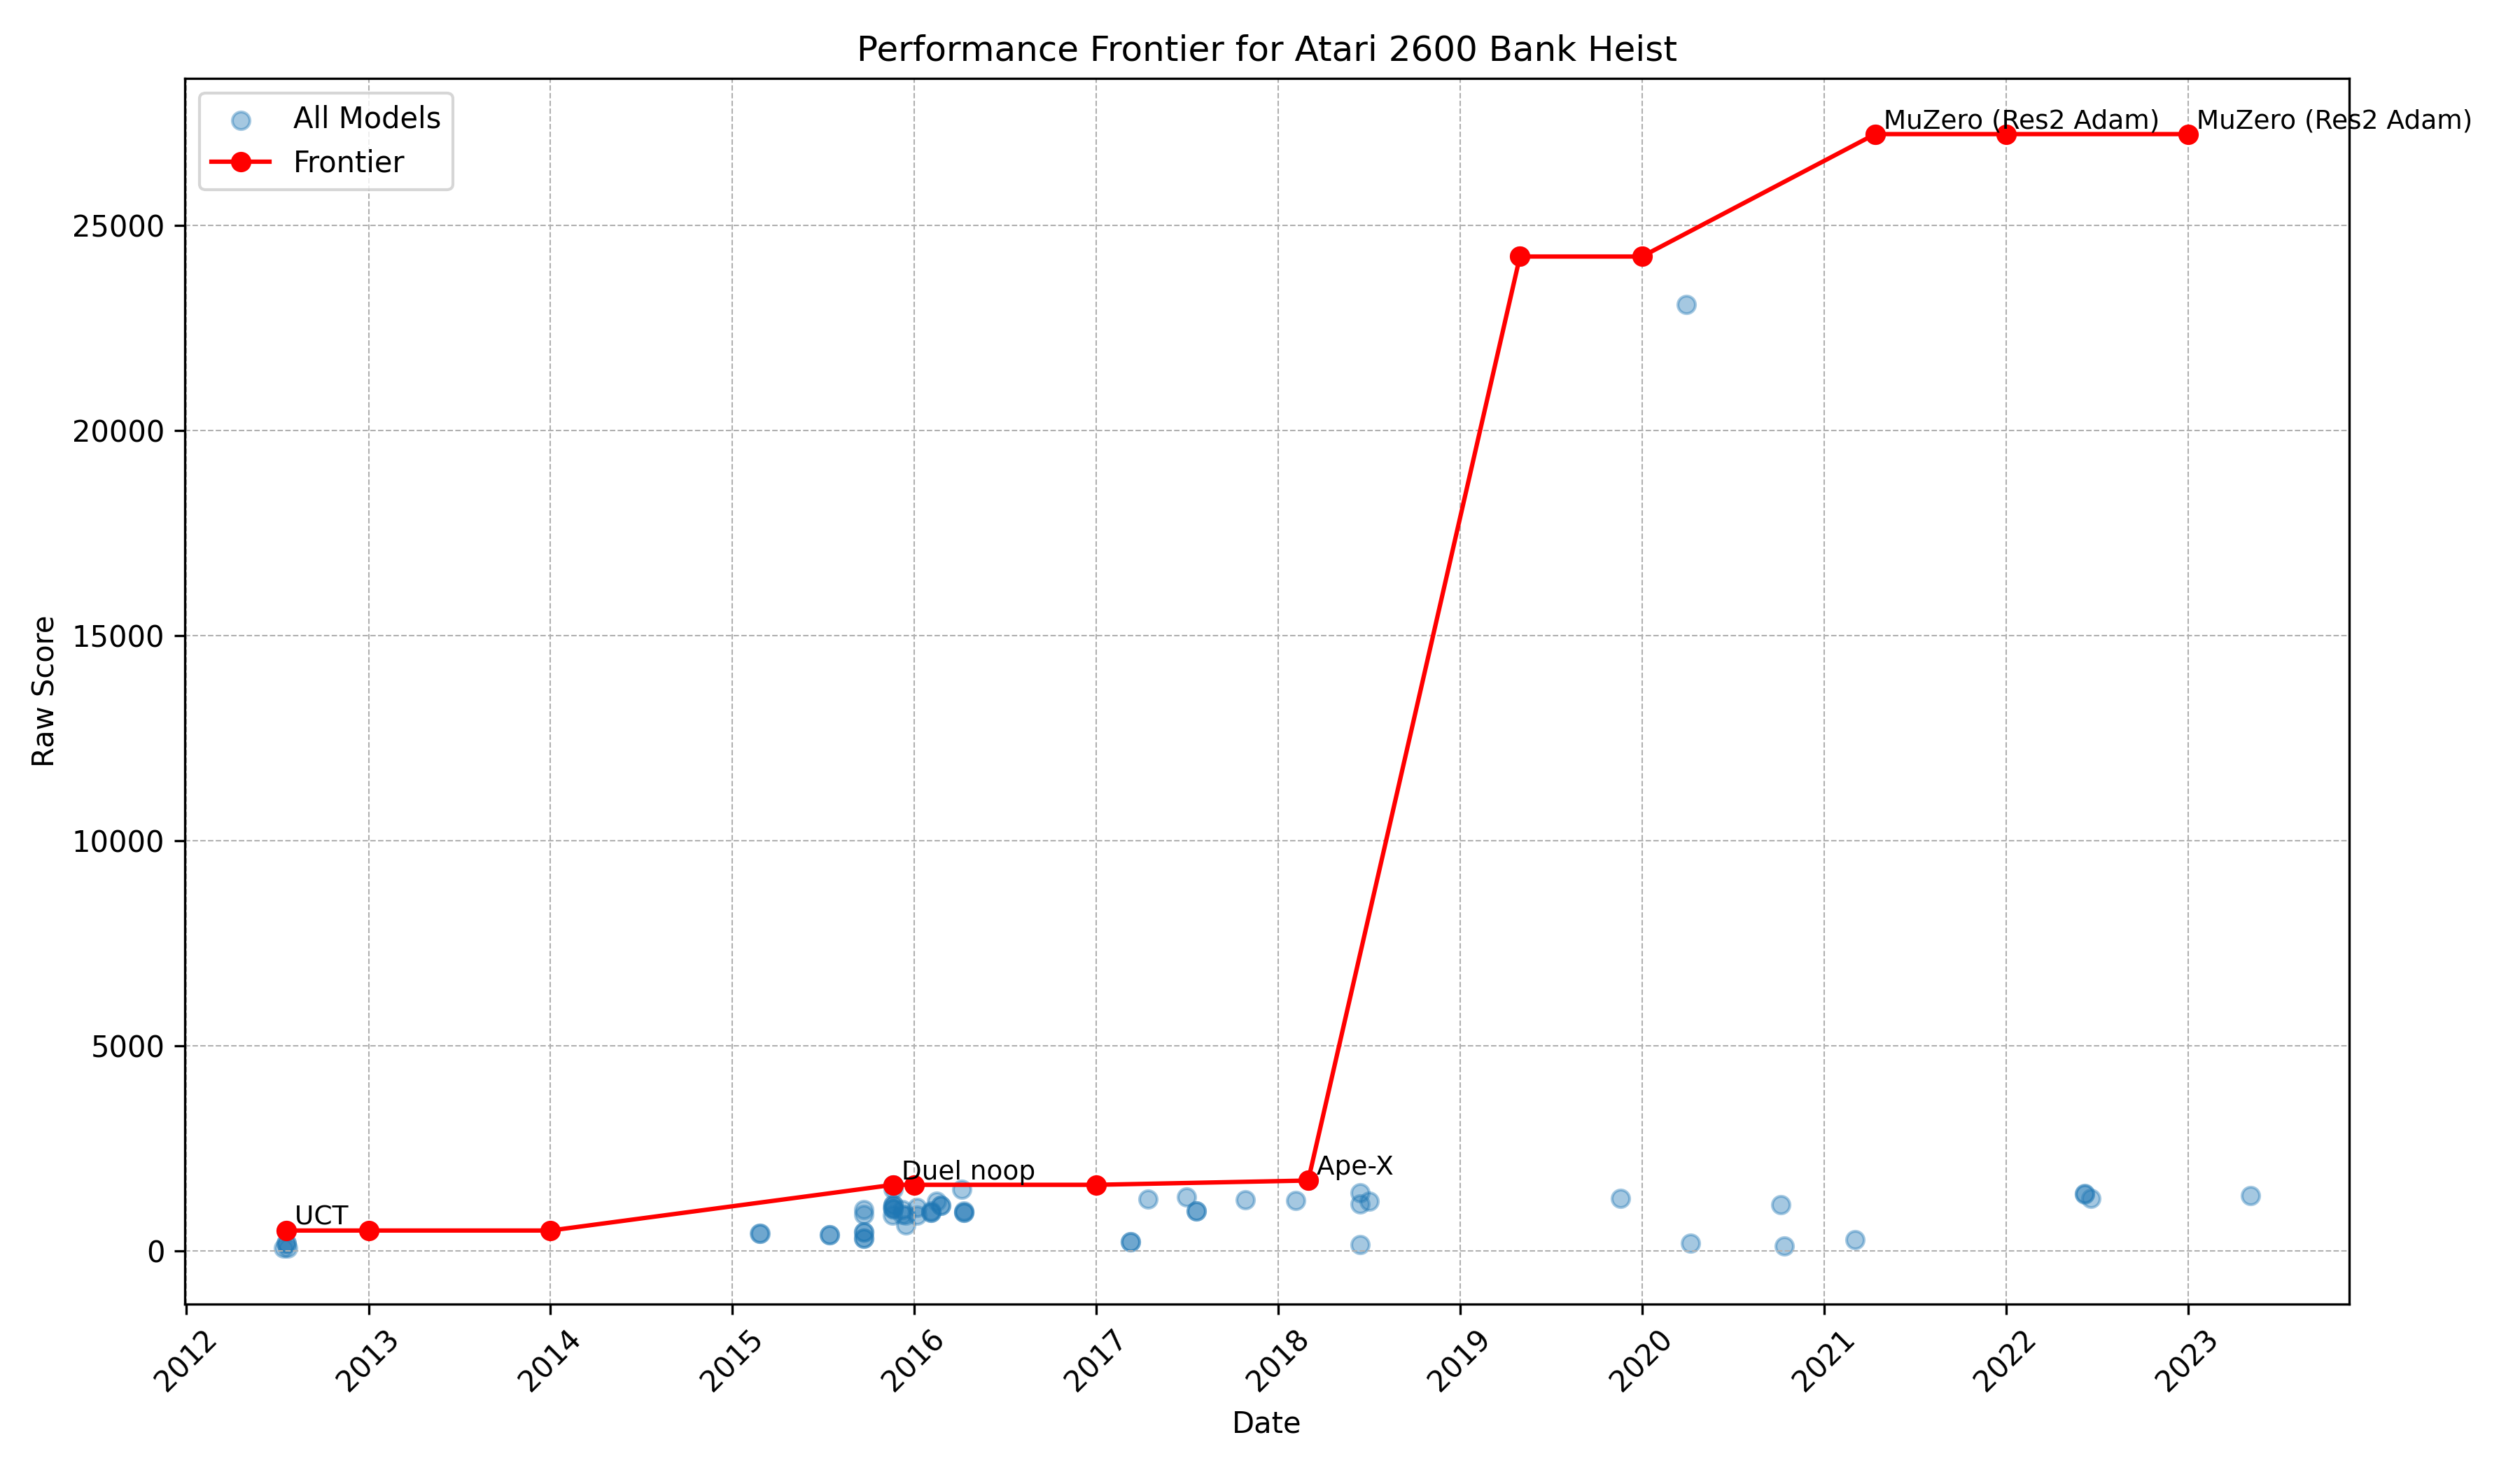 Performance Frontier for Atari 2600 Bank Heist
All Models
Frontier
MuZero (Res2 Adam)
MuZero (Res2 Adam)
25000
20000
15000
10000
5000
0
Raw Score
UCT
Duel noop
Ape-X
2012
2013
2014
2015
2016
2017
2018
2019
2020
2021
2022
2023
Date